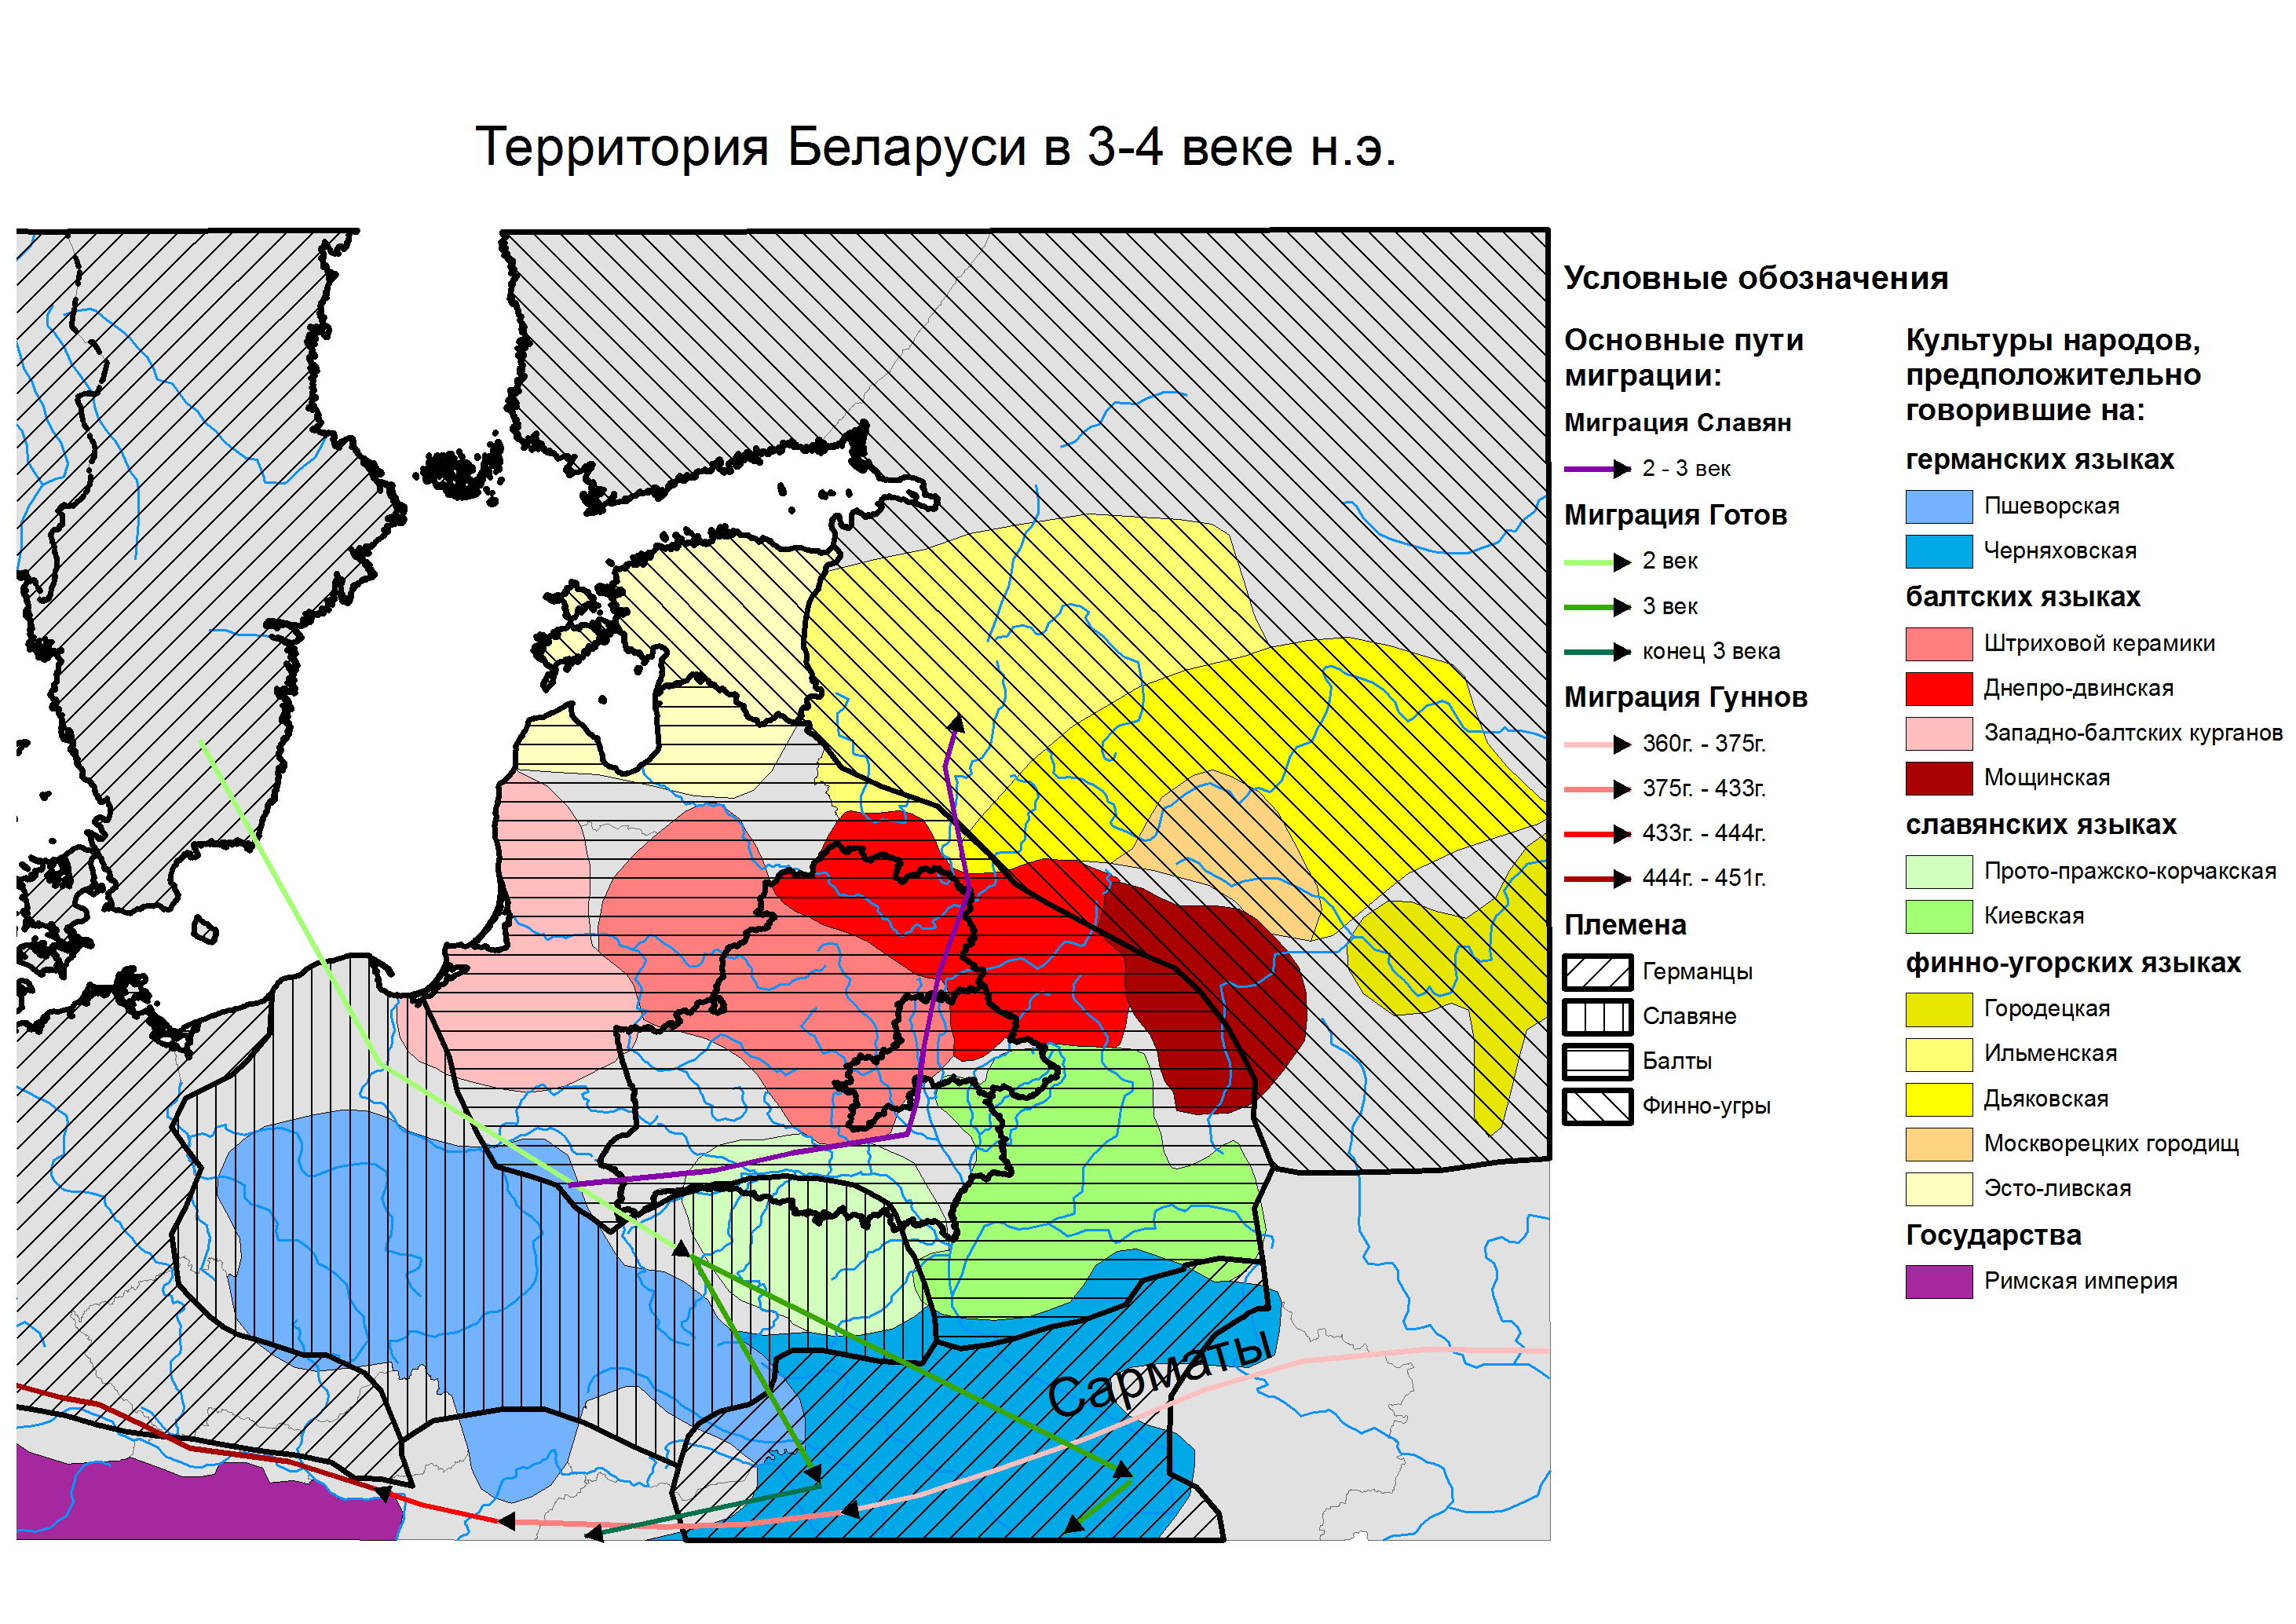 Территория Беларуси в 3-4 веке н.э.
Сарматы
Условные обозначения
Основные пути
миграции:
Миграция Славян
2 - 3 век
Миграция Готов
2 век
3 век
конец 3 века
Миграция Гуннов
360г. - 375г.
375г. - 433г.
433г. - 444г.
444г. - 451г.
Племена
Германцы
Славяне
Балты
Финно-угры
Культуры народов,
предположительно
говорившие на:
германских языках
Пшеворская
Черняховская
балтских языках
Штриховой керамики
Днепро-двинская
Западно-балтских курганов
Мощинская
славянских языках
Прото-пражско-корчакская
Киевская
финно-угорских языках
Городецкая
Ильменская
Дьяковская
Москворецких городищ
Эсто-ливская
Государства
Римская империя